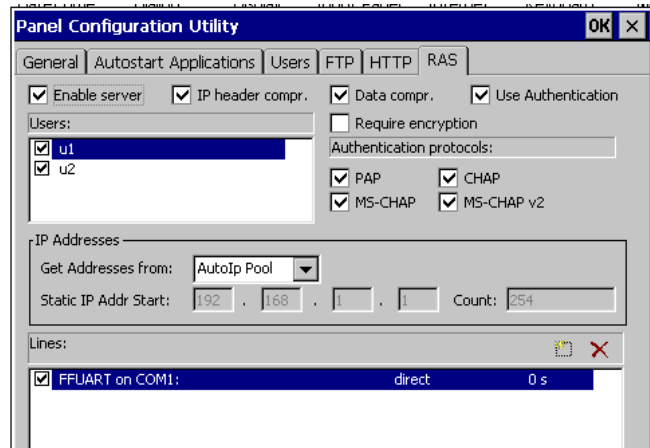 Panel Configuration Utility OK ×
General Autostart Applications Users FTP HTTP RAS
Enable server IP header compr. Data compr. Use Authentication
Users: Require encryption
u1 Authentication protocols:
u2 PAP CHAP
MS-CHAP MS-CHAP v2
IP Addresses
Get Addresses from: AutoIp Pool
Static IP Addr Start: 192 . 168 . 1 . 1 Count: 254
Lines:
FFUART on COM1: direct 0 s